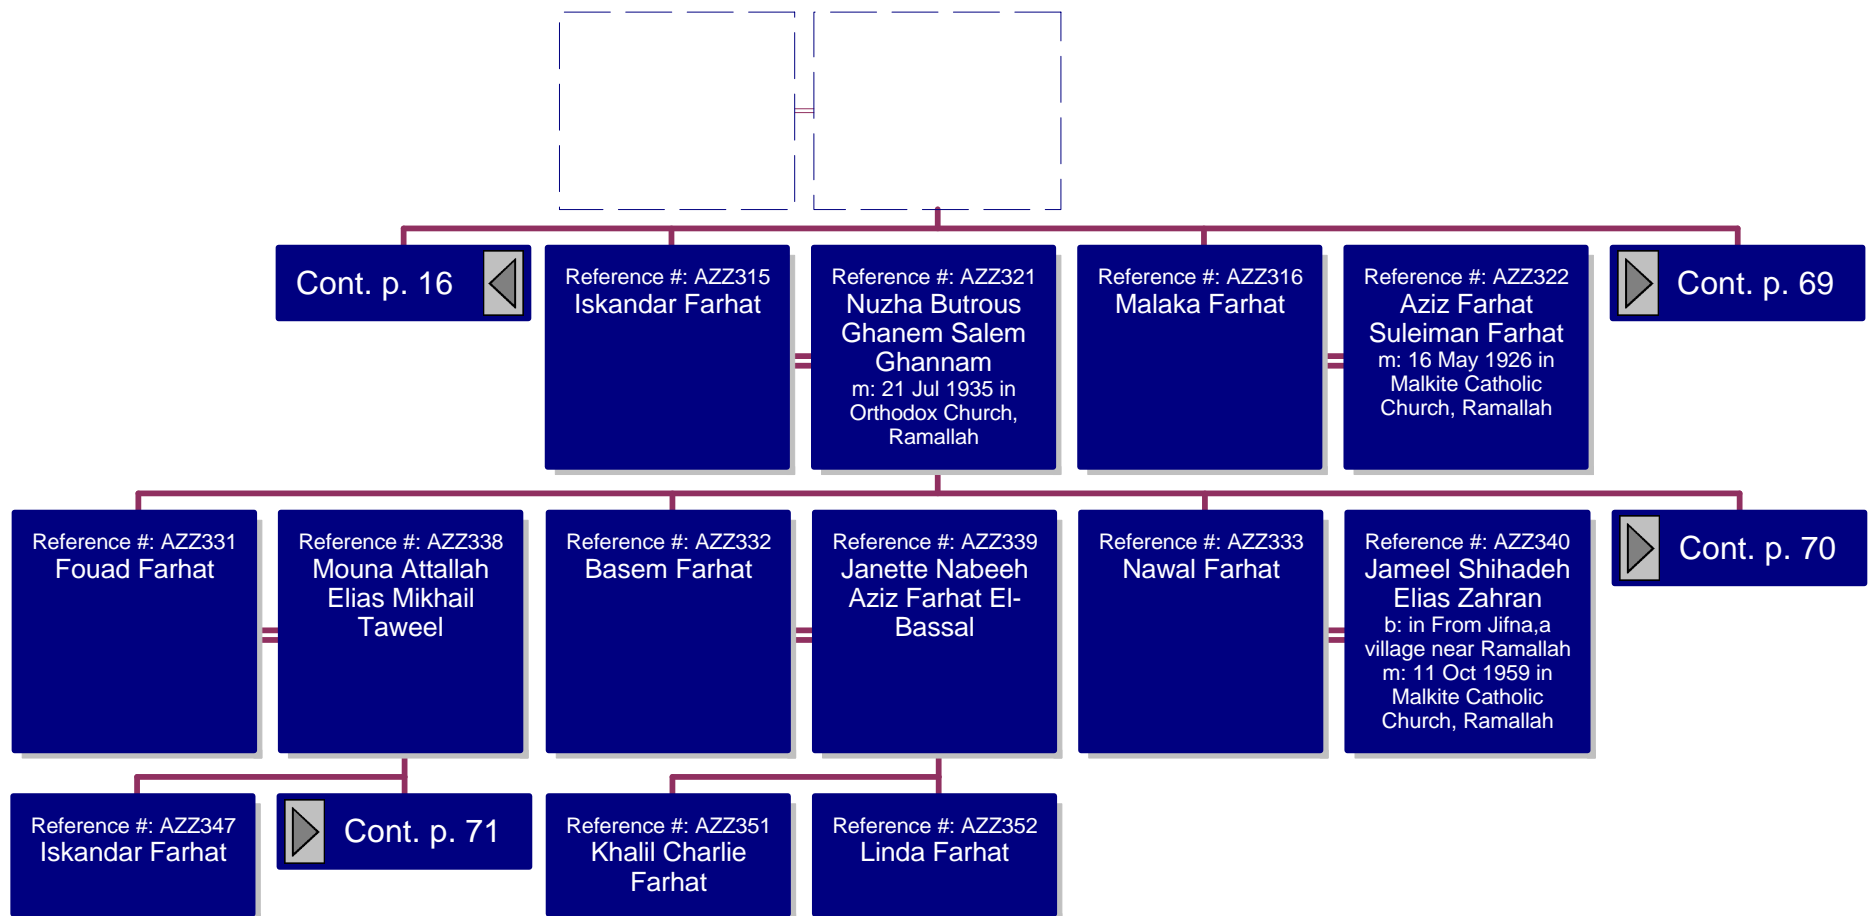 Cont. p. 16
Reference #: AZZ315
Iskandar Farhat
Reference #: AZZ321
Nuzha Butrous
Ghanem Salem
Ghannam
m: 21 Jul 1935 in
Orthodox Church,
Ramallah
Reference #: AZZ316
Malaka Farhat
Reference #: AZZ322
Aziz Farhat
Suleiman Farhat
m: 16 May 1926 in
Malkite Catholic
Church, Ramallah
Cont. p. 69
Reference #: AZZ331
Fouad Farhat
Reference #: AZZ338
Mouna Attallah
Elias Mikhail
Taweel
Reference #: AZZ332
Basem Farhat
Reference #: AZZ339
Janette Nabeeh
Aziz Farhat El-
Bassal
Reference #: AZZ333
Nawal Farhat
Reference #: AZZ340
Jameel Shihadeh
Elias Zahran
b: in From Jifna,a
village near Ramallah
m: 11 Oct 1959 in
Malkite Catholic
Church, Ramallah
Cont. p. 70
Reference #: AZZ347
Iskandar Farhat
Cont. p. 71
Reference #: AZZ351
Khalil Charlie
Farhat
Reference #: AZZ352
Linda Farhat